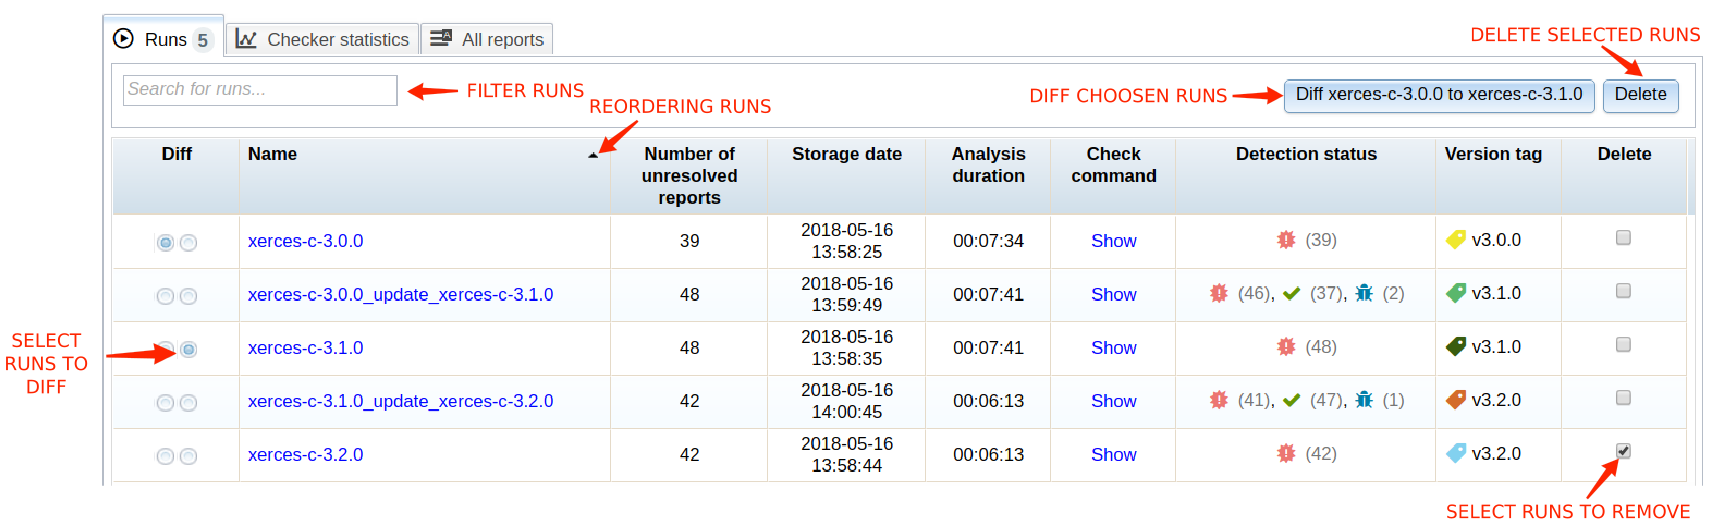 Runs 5 Checker statistics All reports
DELETE SELECTED RUNS
Search for runs...
FILTER RUNS
REORDERING RUNS
DIFF CHOOSEN RUNS
Diff xerces-c-3.0.0 to xerces-c-3.1.0 Delete
Diff Name Number of unresolved reports Storage date Analysis duration Check command Detection status Version tag Delete
xerces-c-3.0.0 39 2018-05-16 13:58:25 00:07:34 Show (39) v3.0.0
xerces-c-3.0.0_update_xerces-c-3.1.0 48 2018-05-16 13:59:49 00:07:41 Show (46), (37), (2) v3.1.0
SELECT
RUNS TO
DIFF
xerces-c-3.1.0 48 2018-05-16 13:58:35 00:07:41 Show (48) v3.1.0
xerces-c-3.1.0_update_xerces-c-3.2.0 42 2018-05-16 14:00:45 00:06:13 Show (41), (47), (1) v3.2.0
xerces-c-3.2.0 42 2018-05-16 13:58:44 00:06:13 Show (42) v3.2.0
SELECT RUNS TO REMOVE